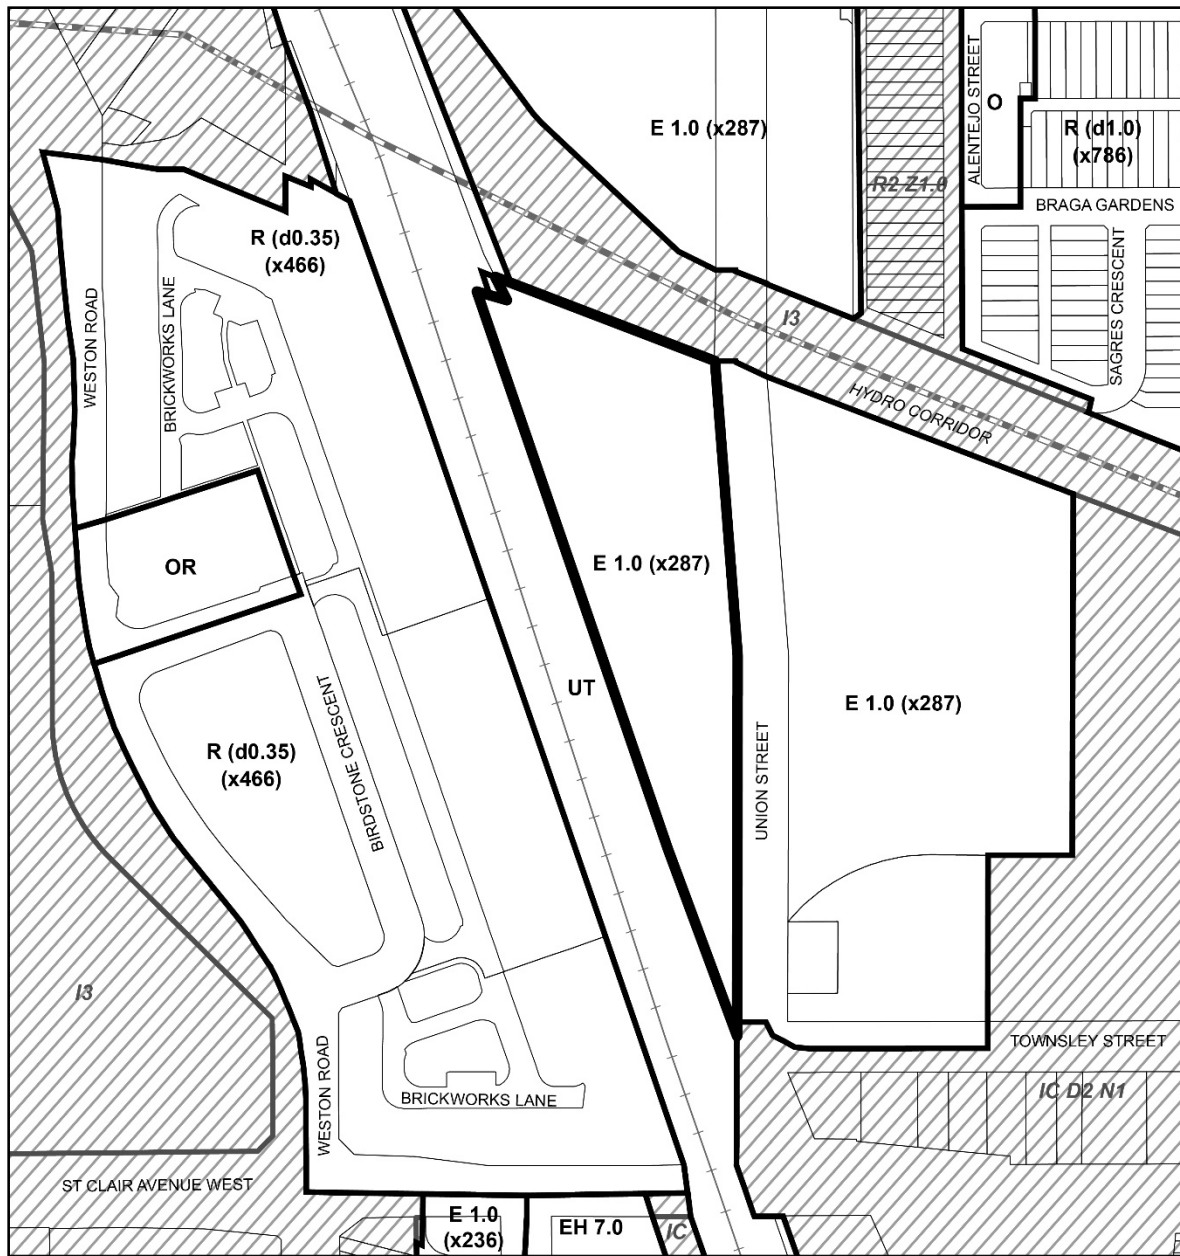 E 1.0 (x287)
ALENTEJO STREET
O
R (d1.0)
(x786)
R2 Z1.0
BRAGA GARDENS
R (d0.35)
(x466)
WESTON ROAD
BRICKWORKS LANE
SAGRES CRESCENT
I3
HYDRO CORRIDOR
OR
E 1.0 (x287)
UT
E 1.0 (x287)
R (d0.35)
(x466)
BIRDSTONE CRESCENT
UNION STREET
I3
WESTON ROAD
TOWNSLEY STREET
IC D2 N1
BRICKWORKS LANE
ST CLAIR AVENUE WEST
E 1.0
(x236)
EH 7.0
IC